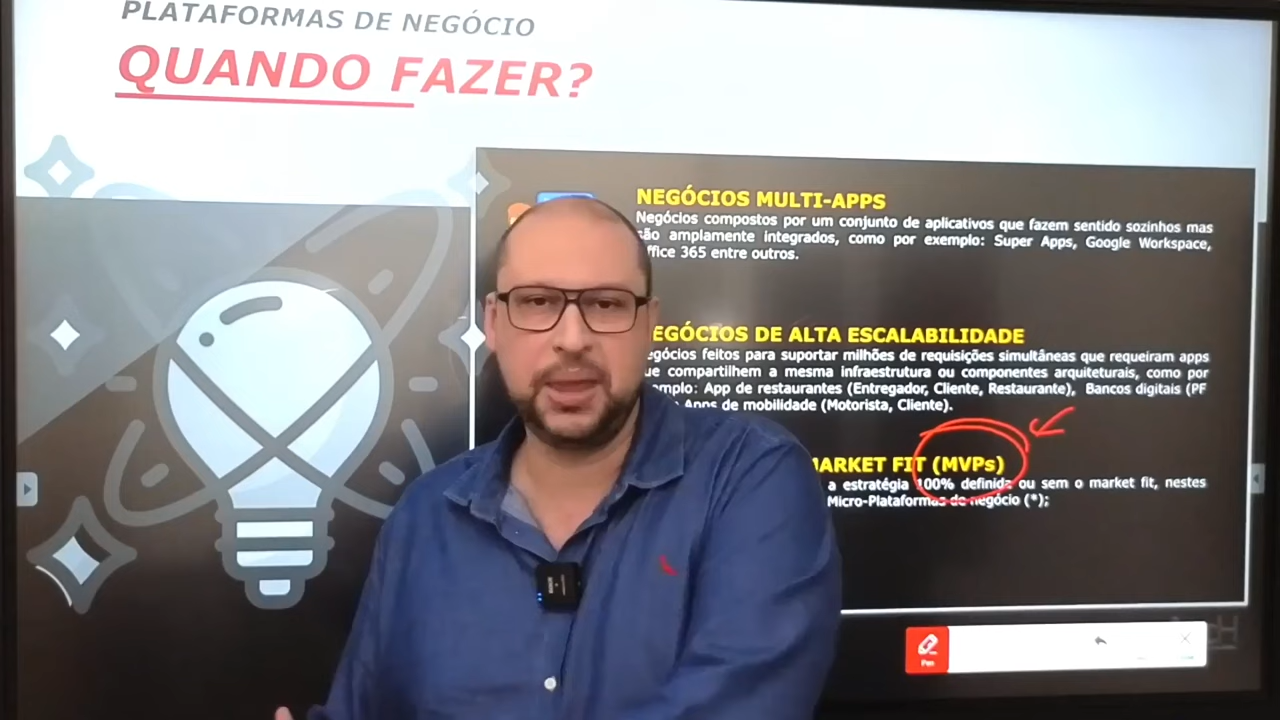 PLATAFORMAS DE NEGÓCIO
QUANDO FAZER?
NEGÓCIOS MULTI-APPS
Negócios compostos por um conjunto de aplicativos que fazem sentido sozinhos mas
são amplamente integrados, como por exemplo: Super Apps, Google Workspace,
ffice 365 entre outros.
EGÓCIOS DE ALTA ESCALABILIDADE
egócios feitos para suportar milhões de requisições simultâneas que requeiram apps
ue compartilhem a mesma infraestrutura ou componentes arquiteturais, como por
mplo: App de restaurantes (Entregador, Cliente, Restaurante), Bancos digitais (PF
Apps de mobilidade (Motorista, Cliente).
MARKET FIT (MVPs)
a estratégia 100% definida ou sem o market fit, nestes
Micro-Plataformas de negócio (*);
Pen